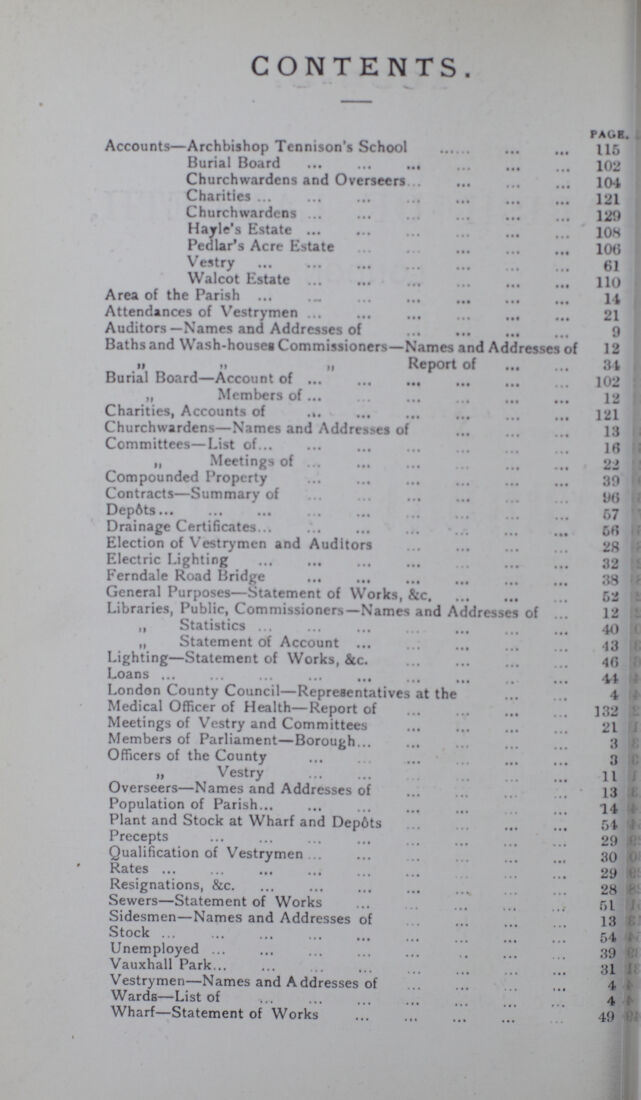 CONTENTS.
PAGE.
Accounts—Archbishop Tennison's School ...... ... ... 115
Burial Board ... ... ... ... ... ... 102
Churchwardens and Overseers... ... ... ... 104
Charities ... ... ... ... ... ... ... 121
Churchwardens ... ... ... ... ... ... 129
Hayle's Estate ... ... ... ... ... ... 108
Pedlar's Acre Estate ... ... ... ... ... 106
Vestry ... ... ... ... ... ... ... 61
Walcot Estate ... ... ... ... ... ... 110
Area of the Parish ... ... ... ... ... ... ... 14
Attendances of Vestrymen ... ... ... ... ... ... 21
Auditors—Names and Addresses of ... ... ... ... 9
Baths and Wash-houses Commissioners—Names and Addresses of 12
„ „ „ Report of ... ... 34
Burial Board—Account of ... ... ... ... ... ... 102
„ Members of ... ... ... ... ... ... 12
Charities, Accounts of ... ... ... ... ... ... 121
Churchwardens—Names and Addresses of ... ... ... 13
Committees—List of... ... ... ... ... ... ... 16
„ Meetings of ... ... ... ... ... ... 22
Compounded Property ... ... ... ... ... ... 39
Contracts—Summary of ... ... ... ... ... ... 96
Depôts... ... ... ... ... ... ... ... ... 57
Drainage Certificates... ... ... ... ... ... ... 56
Election of Vestrymen and Auditors ... ... ... ... 28
Electric Lighting ... ... ... ... ... ... ... 32
Ferndale Road Bridge ... ... ... ... ... ... 38
General Purposes—Statement of Works, &c. ... ... ... 52
Libraries, Public, Commissioners—Names and Addresses of ... 12
„ Statistics ... ... ... ... ... ... ... 40
„ Statement of Account ... ... ... ... ... 43
Lighting—Statement of Works, &c. ... ... ... ... 46
Loans ... ... ... ... ... ... ... ... ... 44
London County Council—Representatives at the ... ... 4
Medical Officer of Health—Report of ... ... ... ... 132
Meetings of Vestry and Committees ... ... ... ... 21
Members of Parliament—Borough... ... ... ... ... 3
Officers of the County ... ... ... ... ... ... 3
„ Vestry ... ... ... ... ... ... 11
Overseers—Names and Addresses of ... ... ... ... 13
Population of Parish... ... ... ... ... ... ... 14
Plant and Stock at Wharf and Depôts ... ... ... ... 54
Precepts ... ... ... ... ... ... ... ... 29
Qualification of Vestrymen ... ... ... ... ... ... 30
Rates ... ... ... ... ... ... ... ... ... 29
Resignations, &c. ... ... ... ... ... ... ... 28
Sewers—Statement of Works ... ... ... ... ... 51
Sidesmen—Names and Addresses of ... ... ... ... 13
Stock ... ... ... ... ... ... ... ... ... 54
Unemployed ... ... ... ... ... ... ... ... 39
Vauxhall Park... ... ... ... ... ... ... ... 31
Vestrymen—Names and Addresses of ... ... ... ... 4
Wards—List of ... ... ... ... ... ... ... 4
Wharf—Statement of Works ... ... ... ... ... 49